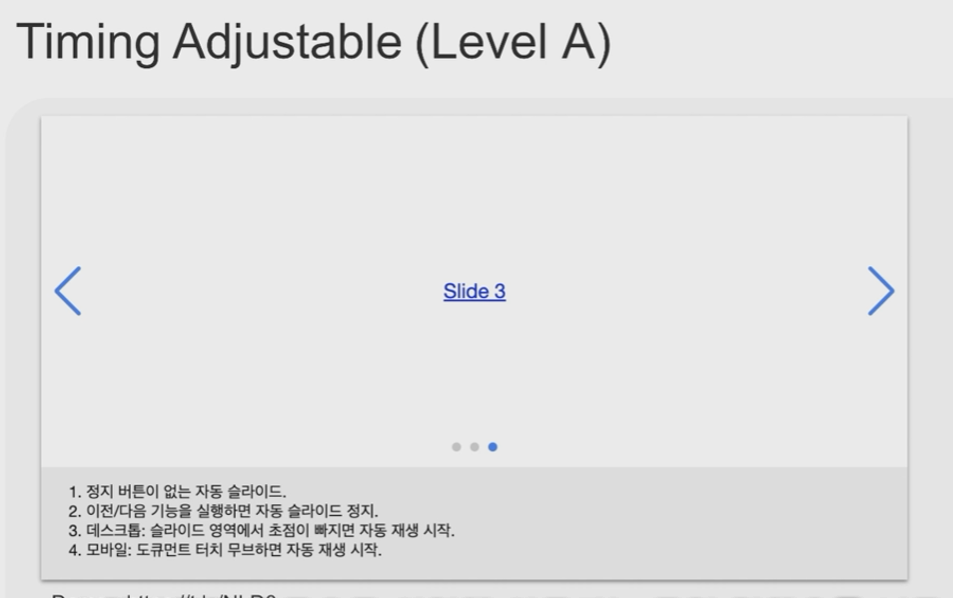 Timing Adjustable (Level A)
Slide 3
1. 정지 버튼이 없는 자동 슬라이드.
2. 이전/다음 기능을 실행하면 자동 슬라이드 정지.
3. 데스크톱: 슬라이드 영역에서 초점이 빠지면 자동 재생 시작.
4. 모바일: 도큐먼트 터치 무브하면 자동 재생 시작.